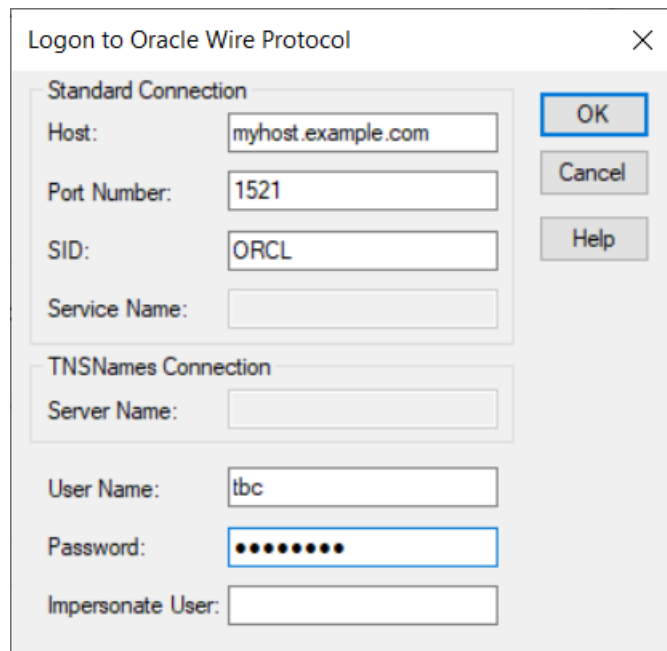 Logon to Oracle Wire Protocol
Standard Connection
Host: myhost.example.com
OK
Port Number: 1521
Cancel
SID: ORCL
Help
Service Name:
TNSNames Connection
Server Name:
User Name: tbc
Password: ●●●●●●●●
Impersonate User: